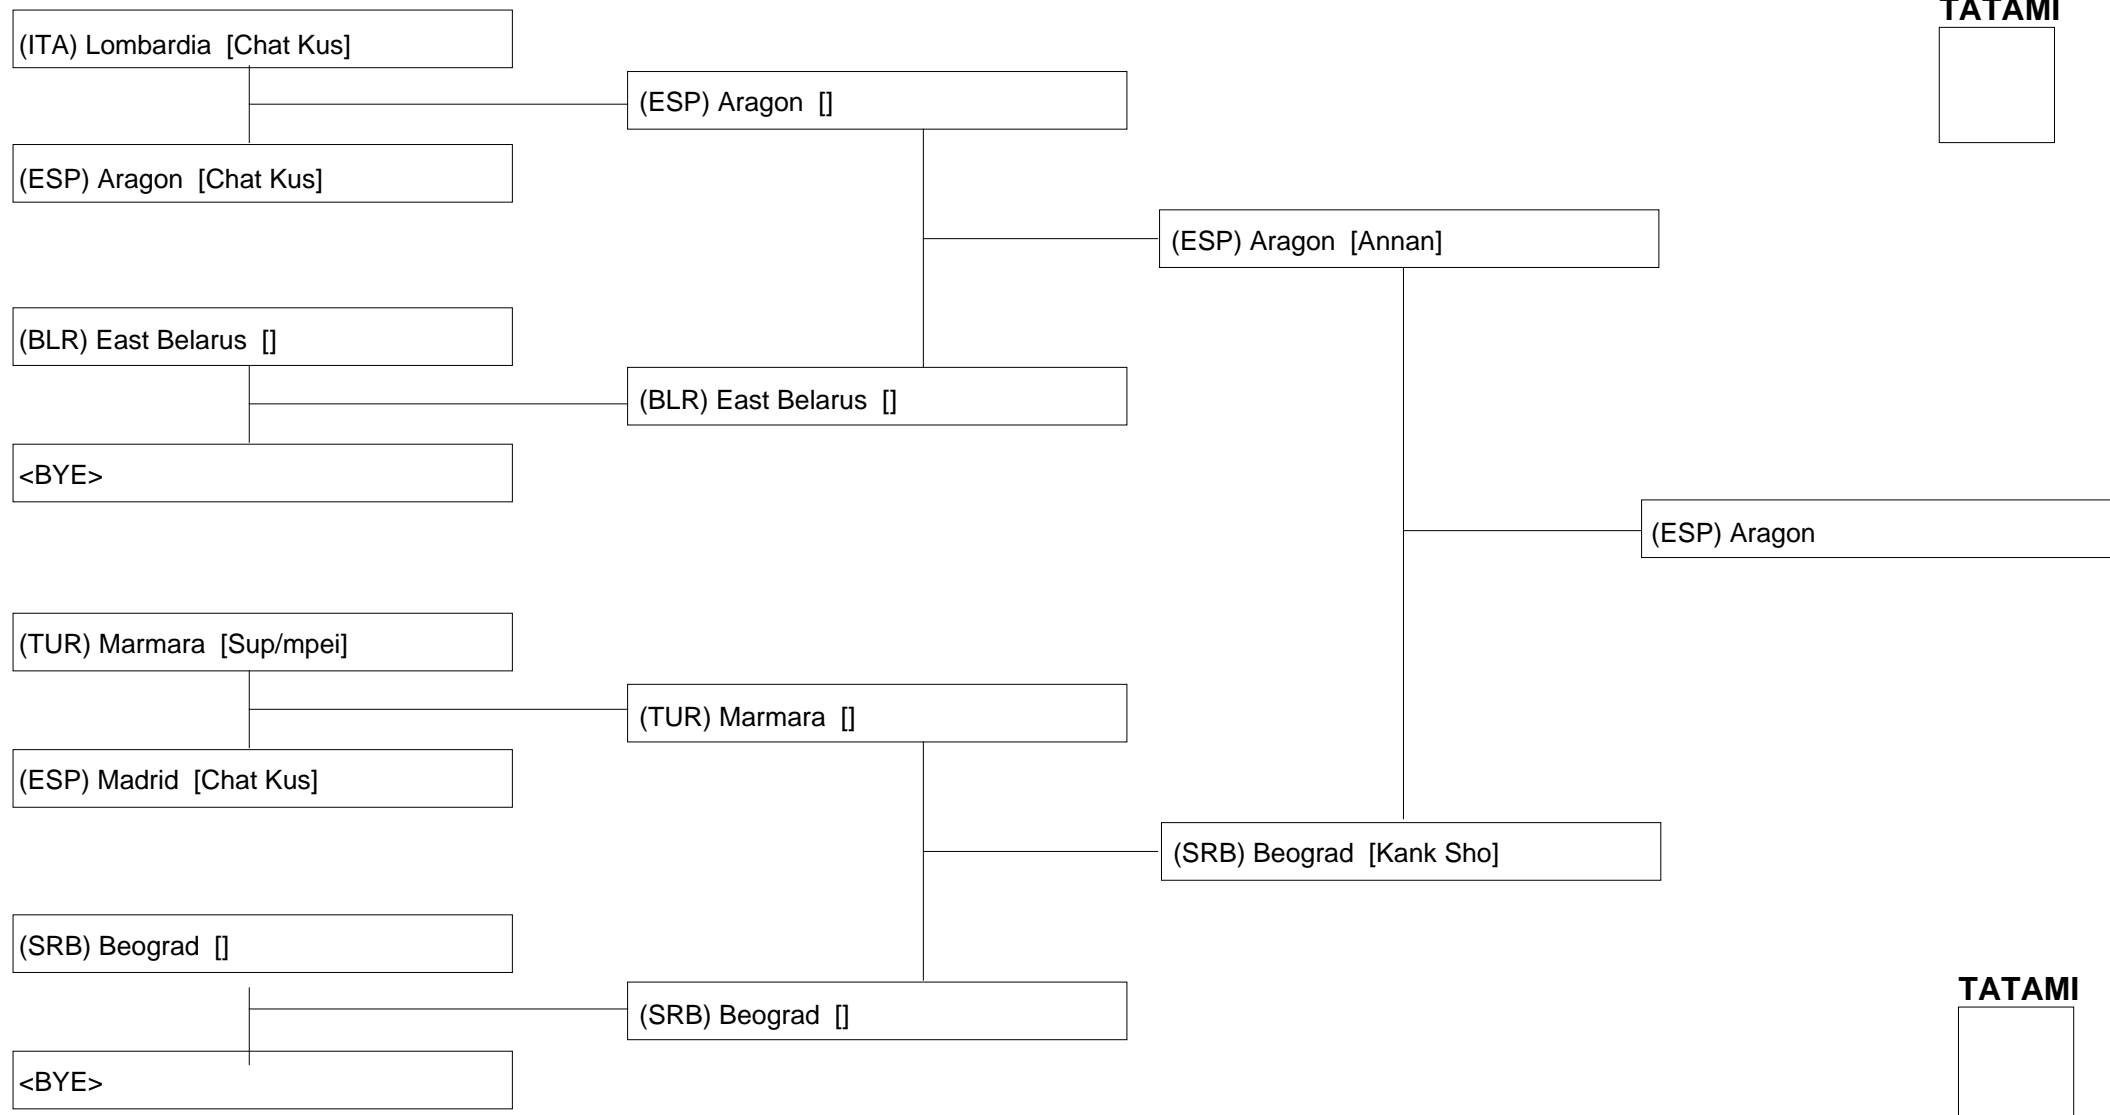 TATAMI
(ITA) Lombardia [Chat Kus]
(ESP) Aragon []
(ESP) Aragon [Chat Kus]
(ESP) Aragon [Annan]
(BLR) East Belarus []
(BLR) East Belarus []
<BYE>
(ESP) Aragon
(TUR) Marmara [Sup/mpei]
(TUR) Marmara []
(ESP) Madrid [Chat Kus]
(SRB) Beograd [Kank Sho]
(SRB) Beograd []
TATAMI
(SRB) Beograd []
<BYE>